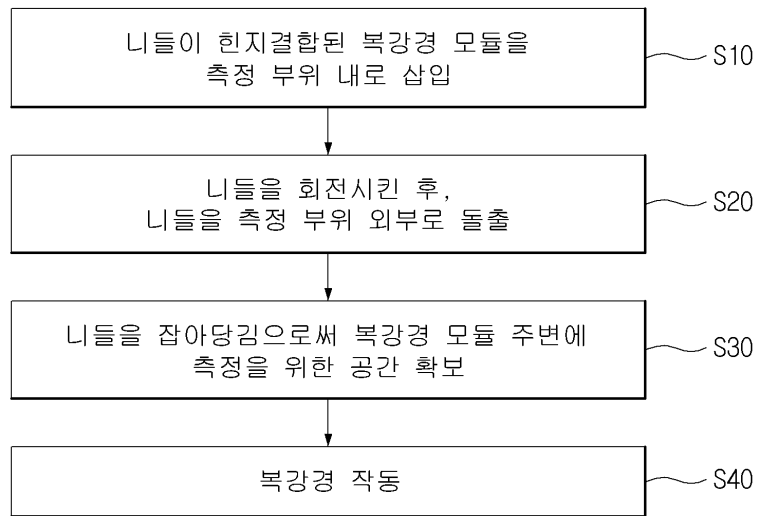 니들이 힌지결합된 복강경 모듈을
측정 부위 내로 삽입
S10
니들을 회전시킨 후,
니들을 측정 부위 외부로 돌출
S20
니들을 잡아당김으로써 복강경 모듈 주변에
측정을 위한 공간 확보
S30
복강경 작동
S40